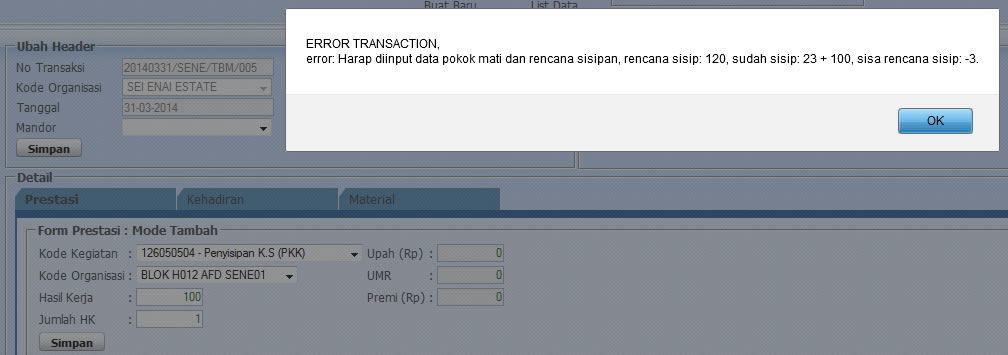 Buat Baru List Data
ERROR TRANSACTION,
error: Harap diinput data pokok mati dan rencana sisipan, rencana sisip: 120, sudah sisip: 23 + 100, sisa rencana sisip: -3.
OK
Ubah Header
No Transaksi 20140331/SENE/TBM/005
Kode Organisasi SEI ENAI ESTATE
Tanggal 31-03-2014
Mandor
Simpan
Detail
Prestasi Kehadiran Material
Form Prestasi : Mode Tambah
Kode Kegiatan : 126050504 - Penyisipan K.S (PKK) Upah (Rp) : 0
Kode Organisasi : BLOK H012 AFD SENE01 UMR : 0
Hasil Kerja : 100 Premi (Rp) : 0
Jumlah HK : 1
Simpan